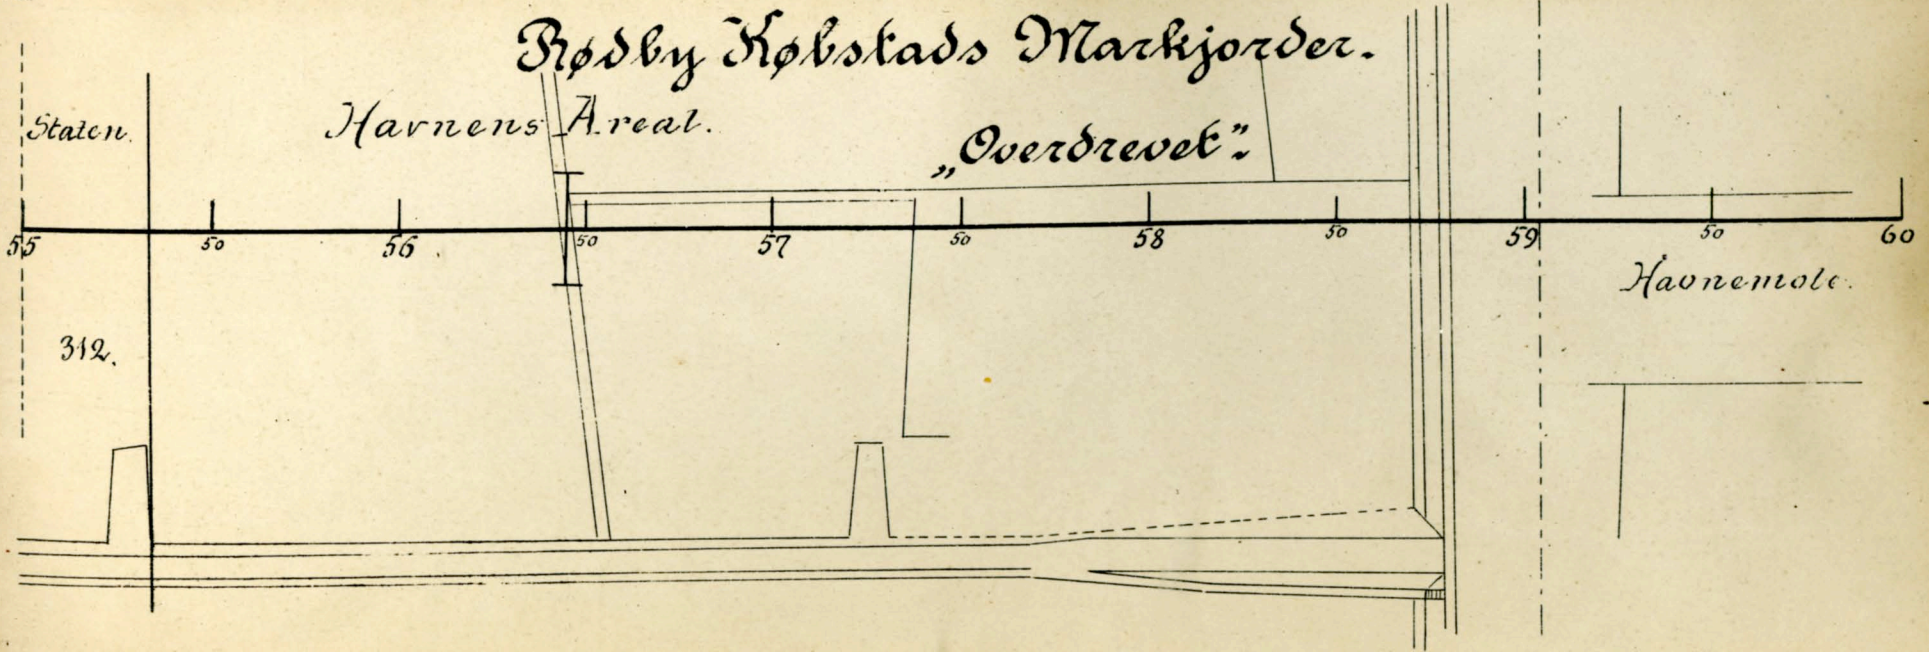 Rødby Købstads Markjorder.
Staten.
Havnens Areal.
„Overdrevet":
55 50 56 50 57 50 58 50 59 50 60
Havnemole.
312.